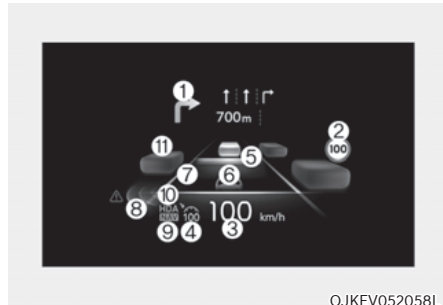 ①
②
100
700m
⑪
⑤
⑦
⑥
⑩
⑧
HDA
100
100 km/h
⑨ ④ ③
OJKEV052058L